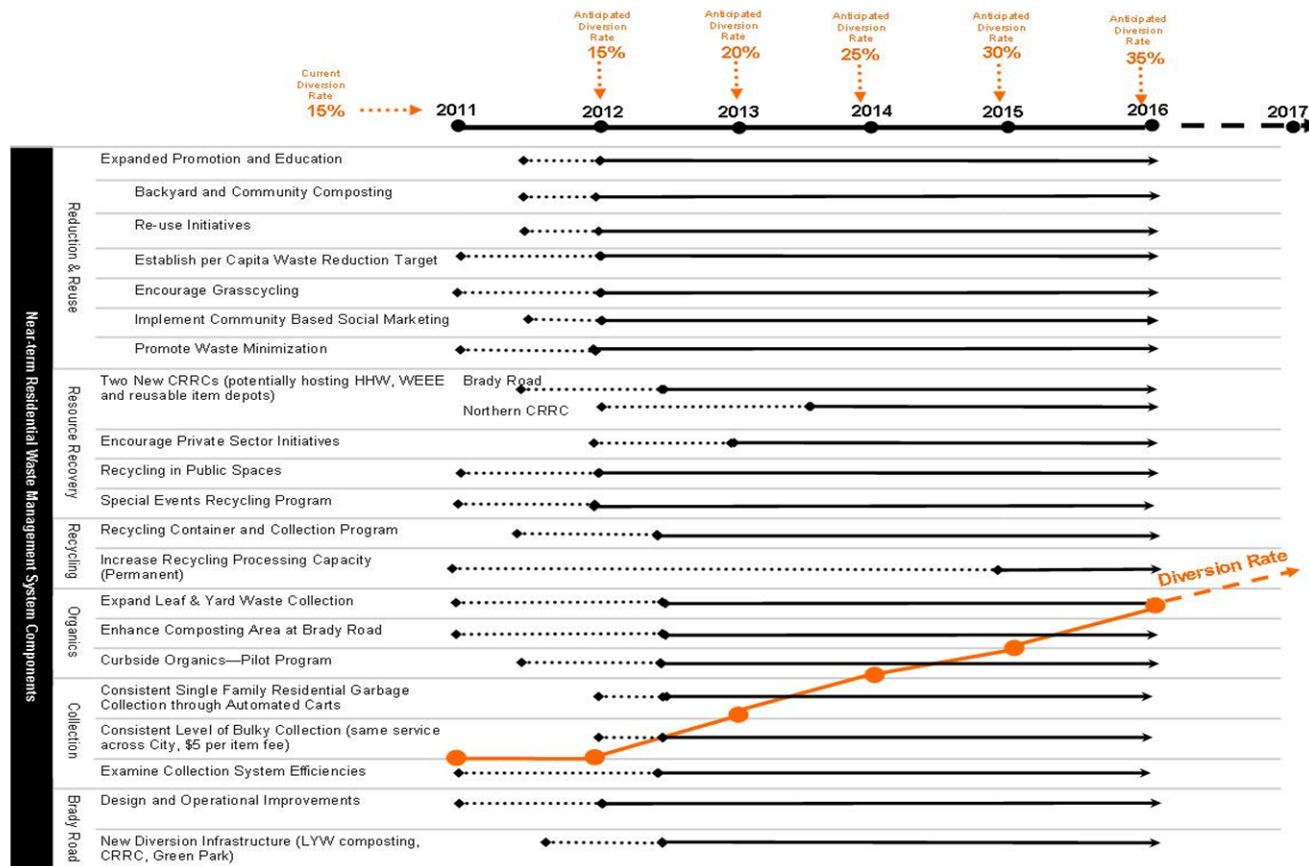 Anticipated
Diversion
Rate
15%
Anticipated
Diversion
Rate
20%
Anticipated
Diversion
Rate
25%
Anticipated
Diversion
Rate
30%
Anticipated
Diversion
Rate
35%
Current
Diversion
Rate
15%
2011
2012
2013
2014
2015
2016
2017
Near-term Residential Waste Management System Components
Reduction & Reuse
Expanded Promotion and Education
Backyard and Community Composting
Re-use Initiatives
Establish per Capita Waste Reduction Target
Encourage Grasscycling
Implement Community Based Social Marketing
Promote Waste Minimization
Resource Recovery
Two New CRRCs (potentially hosting HHW, WEEE
and reusable item depots)
Brady Road
Northern CRRC
Encourage Private Sector Initiatives
Recycling in Public Spaces
Special Events Recycling Program
Recycling
Recycling Container and Collection Program
Increase Recycling Processing Capacity
(Permanent)
Diversion Rate
Organics
Expand Leaf & Yard Waste Collection
Enhance Composting Area at Brady Road
Curbside Organics—Pilot Program
Collection
Consistent Single Family Residential Garbage
Collection through Automated Carts
Consistent Level of Bulky Collection (same service
across City, $5 per item fee)
Examine Collection System Efficiencies
Brady Road
Design and Operational Improvements
New Diversion Infrastructure (LYW composting,
CRRC, Green Park)